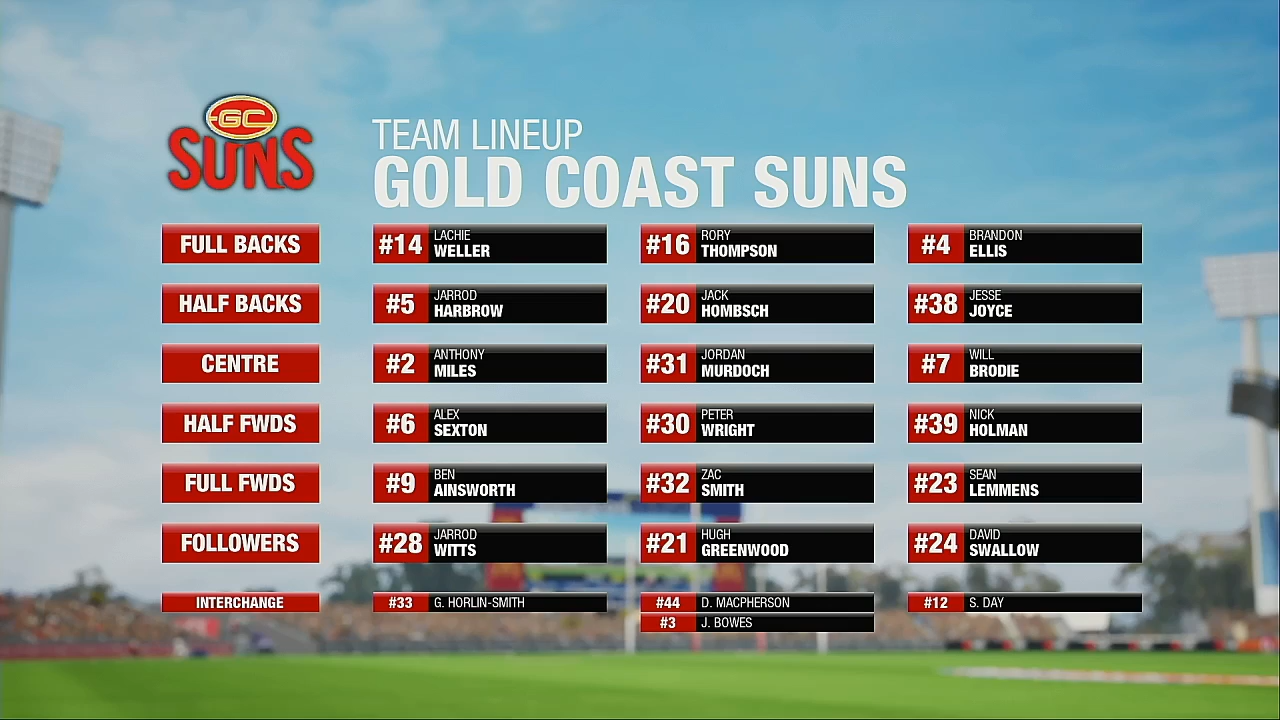 GC
SUNS
TEAM LINEUP
GOLD COAST SUNS
FULL BACKS
#14 LACHIE WELLER
#16 RORY THOMPSON
#4 BRANDON ELLIS
HALF BACKS
#5 JARROD HARBROW
#20 JACK HOMBSCH
#38 JESSE JOYCE
CENTRE
#2 ANTHONY MILES
#31 JORDAN MURDOCH
#7 WILL BRODIE
HALF FWDS
#6 ALEX SEXTON
#30 PETER WRIGHT
#39 NICK HOLMAN
FULL FWDS
#9 BEN AINSWORTH
#32 ZAC SMITH
#23 SEAN LEMMENS
FOLLOWERS
#28 JARROD WITTS
#21 HUGH GREENWOOD
#24 DAVID SWALLOW
INTERCHANGE
#33 G. HORLIN-SMITH
#44 D. MACPHERSON
#12 S. DAY
#3 J. BOWES